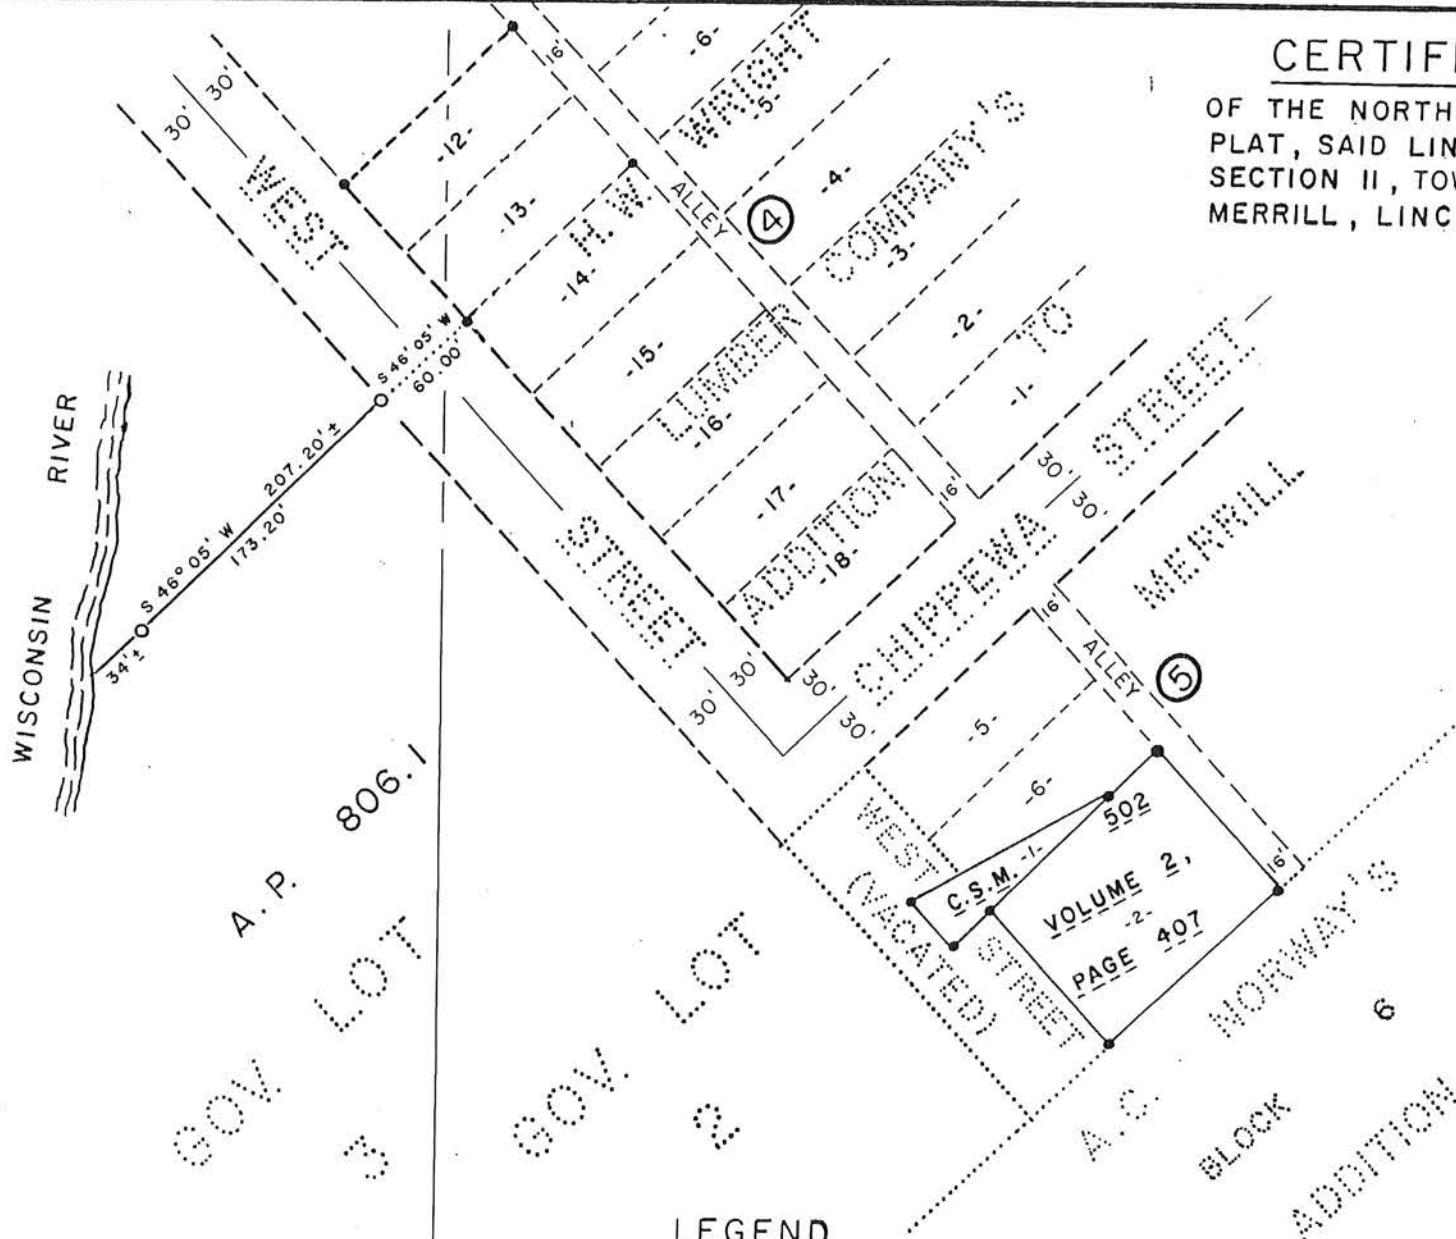 CERTIFI
OF THE NORTH
PLAT, SAID LIN
SECTION 11, TOW
MERRILL, LINC
30' 30'
WEST
STREET
30' 30'
16'
ALLEY
4
16'
-6-
-5-
-4-
-3-
-2-
-1-
-12-
-13-
-14-
-15-
-16-
-17-
-18-
H. W. WRIGHT
LUMBER COMPANY'S
ADDITION TO
MERRILL
S 46° 05' W
60.00'
207.20'±
S 46° 05' W
173.20'
34'±
WISCONSIN RIVER
CHIPPEWA STREET
30' 30'
30' 30'
16'
ALLEY
5
16'
-5-
-6-
WEST STREET
(VACATED)
C.S.M. -1- 502
VOLUME 2,
-2-
PAGE 407
A.P. 806.1
GOV. LOT
3
GOV. LOT
2
A.C. NORWAY'S
BLOCK 6
ADDITION
LEGEND